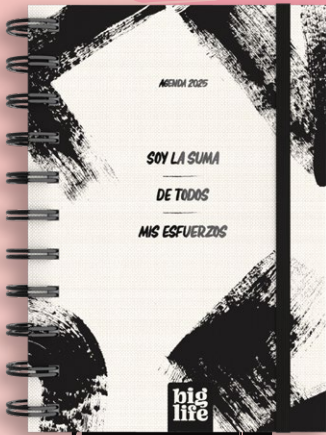 AGENDA 2025
SOY LA SUMA
DE TODOS
MIS ESFUERZOS
big
life